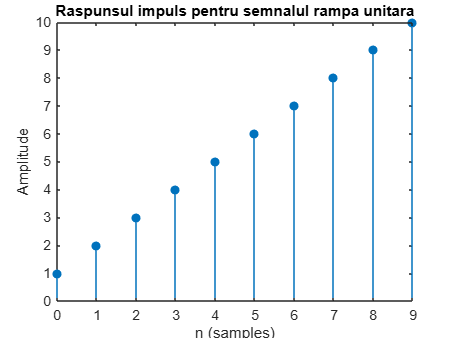 Raspunsul impuls pentru semnalul rampa unitara
10
9
8
7
6
5
4
3
2
1
0
Amplitude
0 1 2 3 4 5 6 7 8 9
n (samples)